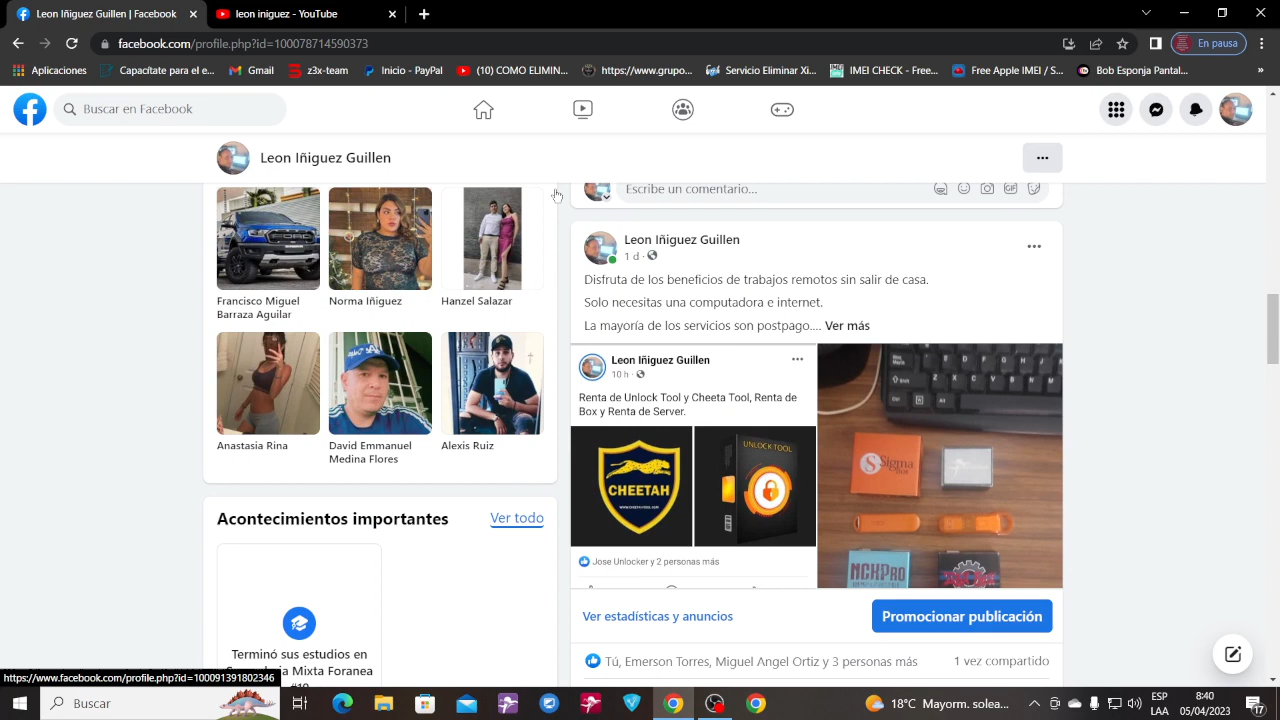 Leon Iñiguez Guillen | Facebook
leon iñiguez - YouTube
facebook.com/profile.php?id=100078714590373
En pausa
Aplicaciones
Capacítate para el e...
Gmail
z3x-team
Inicio - PayPal
(10) COMO ELIMIN...
https://www.grupo...
Servicio Eliminar Xi...
IMEI CHECK - Free...
Free Apple IMEI / S...
Bob Esponja Pantal...
»
Buscar en Facebook
Leon Iñiguez Guillen
Francisco Miguel
Barraza Aguilar
Norma Iñiguez
Hanzel Salazar
Anastasia Rina
David Emmanuel
Medina Flores
Alexis Ruiz
Acontecimientos importantes
Ver todo
Terminó sus estudios en
Mixta Foranea
https://www.facebook.com/profile.php?id=100091391802346
Escribe un comentario...
GIF
Leon Iñiguez Guillen
1 d ·
Disfruta de los beneficios de trabajos remotos sin salir de casa.
Solo necesitas una computadora e internet.
La mayoría de los servicios son postpago.... Ver más
Leon Iñiguez Guillen
10 h ·
Renta de Unlock Tool y Cheeta Tool, Renta de
Box y Renta de Server.
CHEETAH
UNLOCK TOOL
Jose Unlocker y 2 personas más
Sigma
NCKPRO
Ver estadísticas y anuncios
Promocionar publicación
Tú, Emerson Torres, Miguel Angel Ortiz y 3 personas más
1 vez compartido
Buscar
18°C Mayorm. solea...
ESP
LAA
8:40
05/04/2023